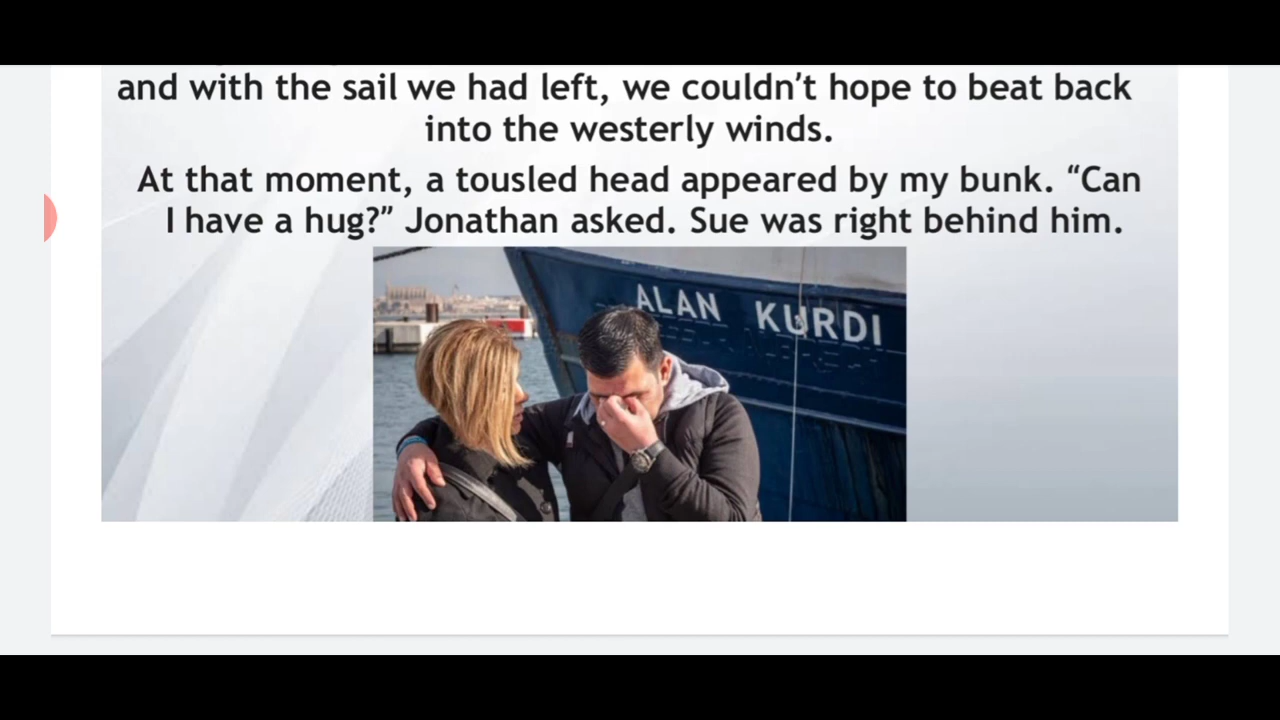 and with the sail we had left, we couldn’t hope to beat back
into the westerly winds.
At that moment, a tousled head appeared by my bunk. “Can
I have a hug?” Jonathan asked. Sue was right behind him.
ALAN KURDI